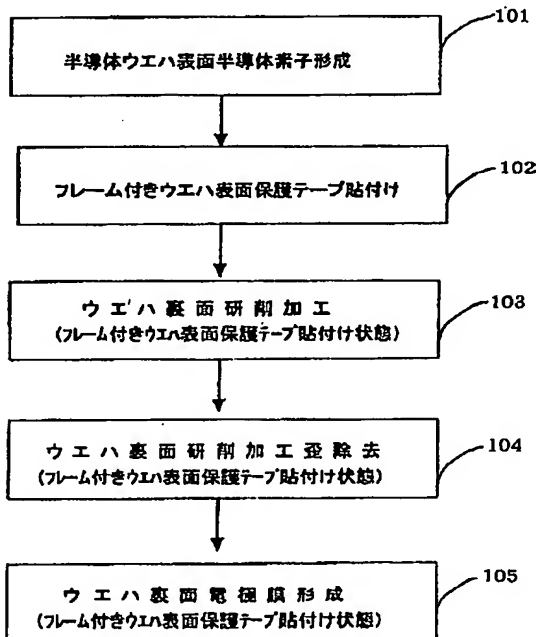 101
半導体ウエハ表面半導体素子形成
102
フレーム付きウエハ表面保護テープ貼付け
103
ウエハ裏面研削加工
(フレーム付きウエハ表面保護テープ貼付け状態)
104
ウエハ裏面研削加工歪除去
(フレーム付きウエハ表面保護テープ貼付け状態)
105
ウエハ裏面電極膜形成
(フレーム付きウエハ表面保護テープ貼付け状態)